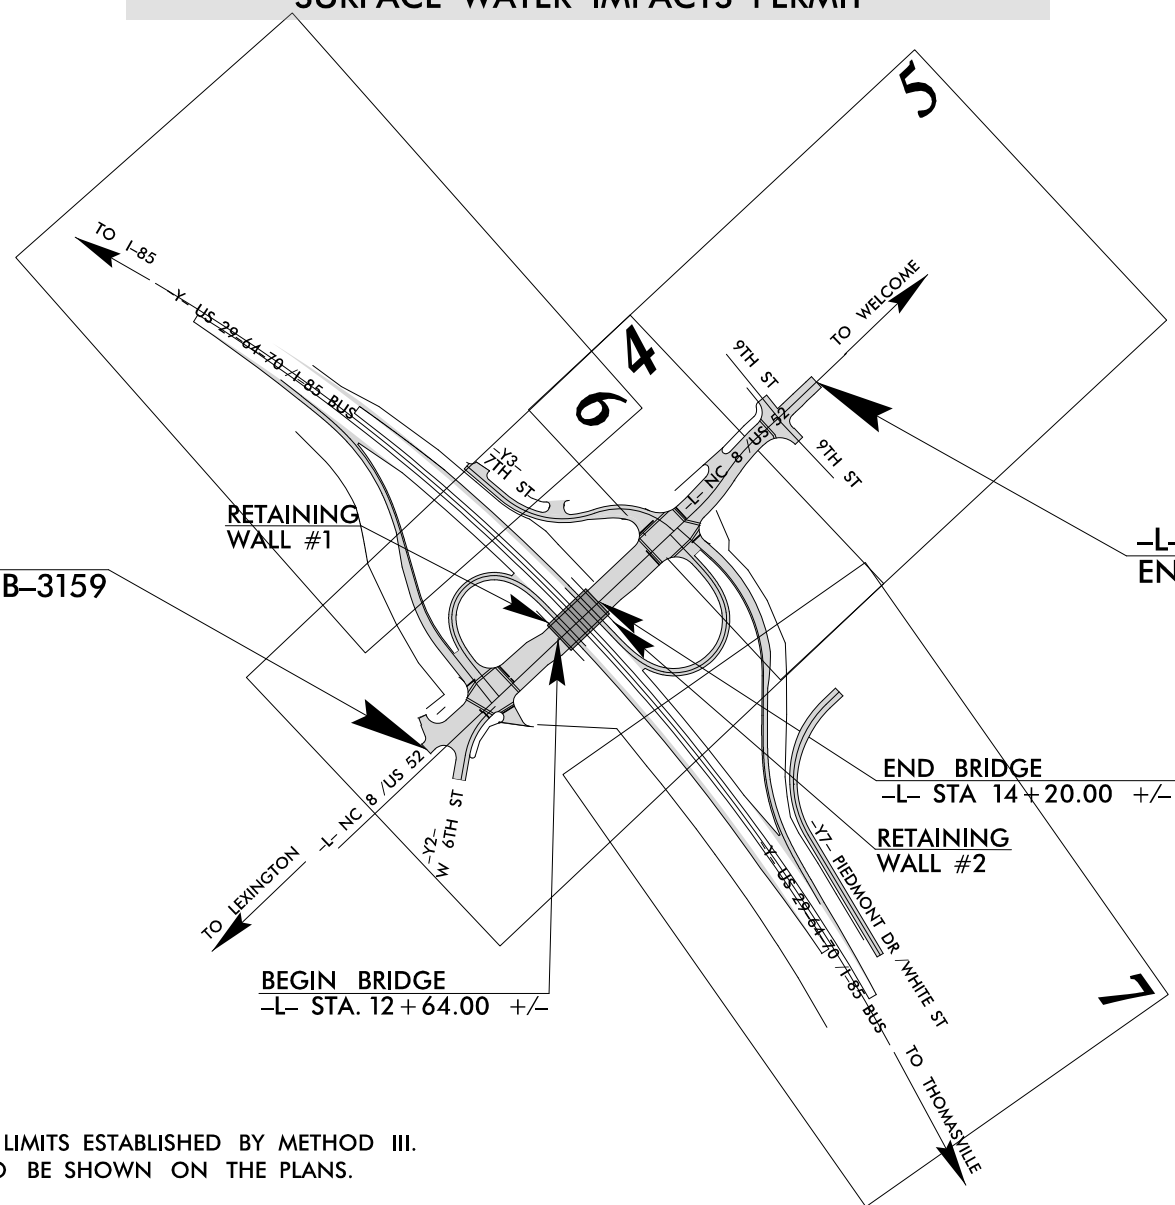 SURFACE WATER IMPACTS PERMIT
5
TO I-85
TO WELCOME
-Y- US 29-64-70 /I-85 BUS
4
9TH ST
6
-L- NC 8 /US 52
9TH ST
-Y3-
7TH ST
RETAINING
WALL #1
-L-
EN
B-3159
END BRIDGE
-L- STA 14+20.00 +/-
RETAINING
WALL #2
-L- NC 8 /US 52
-Y2-
W 6TH ST
-Y7- PIEDMONT DR /WHITE ST
TO LEXINGTON
-Y- US 29-64-70 /I-85 BUS
BEGIN BRIDGE
-L- STA. 12+64.00 +/-
7
TO THOMASVILLE
LIMITS ESTABLISHED BY METHOD III.
BE SHOWN ON THE PLANS.